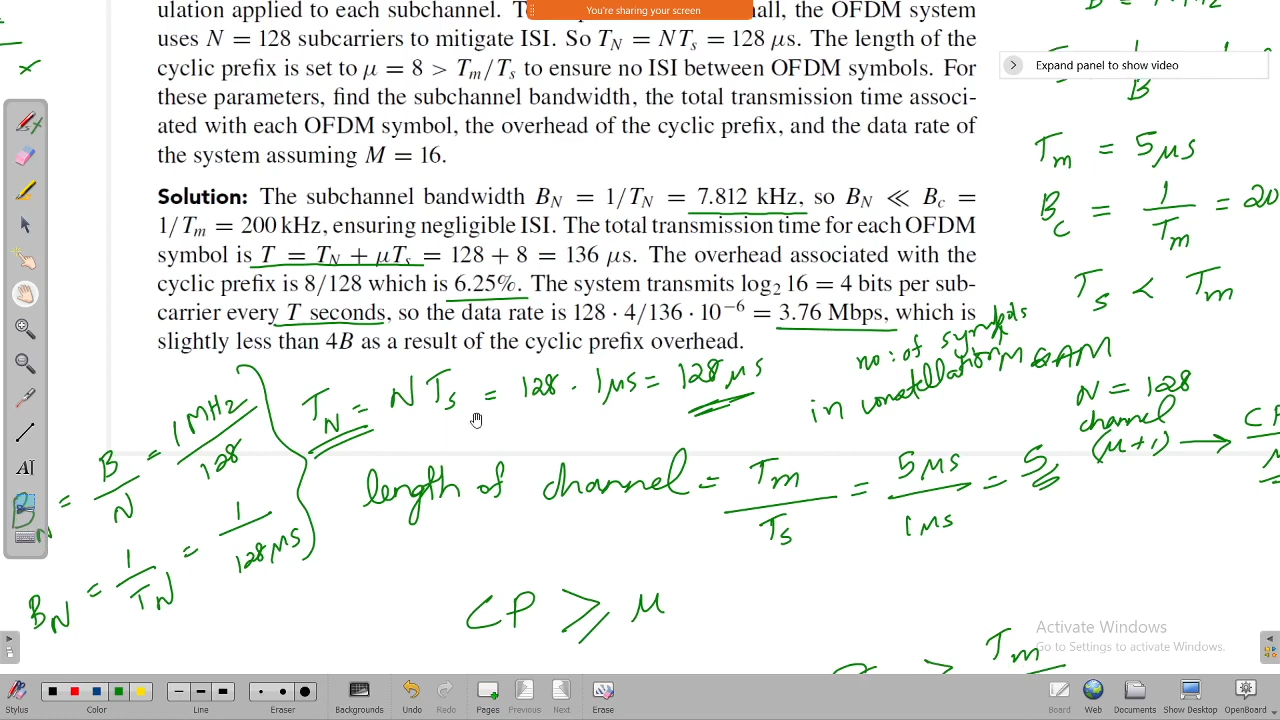 ulation applied to each subchannel. T
You're sharing your screen
all, the OFDM system
uses N = 128 subcarriers to mitigate ISI. So T_N = NT_s = 128 μs. The length of the
cyclic prefix is set to μ = 8 > T_m/T_s to ensure no ISI between OFDM symbols. For
these parameters, find the subchannel bandwidth, the total transmission time associ-
ated with each OFDM symbol, the overhead of the cyclic prefix, and the data rate of
the system assuming M = 16.
Solution: The subchannel bandwidth B_N = 1/T_N = 7.812 kHz, so B_N ≪ B_c =
1/T_m = 200 kHz, ensuring negligible ISI. The total transmission time for each OFDM
symbol is T = T_N + μT_s = 128 + 8 = 136 μs. The overhead associated with the
cyclic prefix is 8/128 which is 6.25%. The system transmits log_2 16 = 4 bits per sub-
carrier every T seconds, so the data rate is 128 · 4/136 · 10^-6 = 3.76 Mbps, which is
slightly less than 4B as a result of the cyclic prefix overhead.
Expand panel to show video
B
T_m = 5μs
B_c = 1/T_m = 20
T_s < T_m
no: of symbols
in constellation M QAM
N = 128
channel
(μ+1) → CP
T_N = NT_s = 128 · 1μs = 128μs
= B/N = 1MHz/128
B_N = 1/T_N = 1/128μs
length of channel = T_m/T_s = 5μs/1μs = 5
CP ≥ μ
T_m
Activate Windows
Go to Settings to activate Windows.
Stylus
Color
Line
Eraser
Backgrounds
Undo
Redo
Pages
Previous
Next
Erase
Board
Web
Documents
Show Desktop
OpenBoard